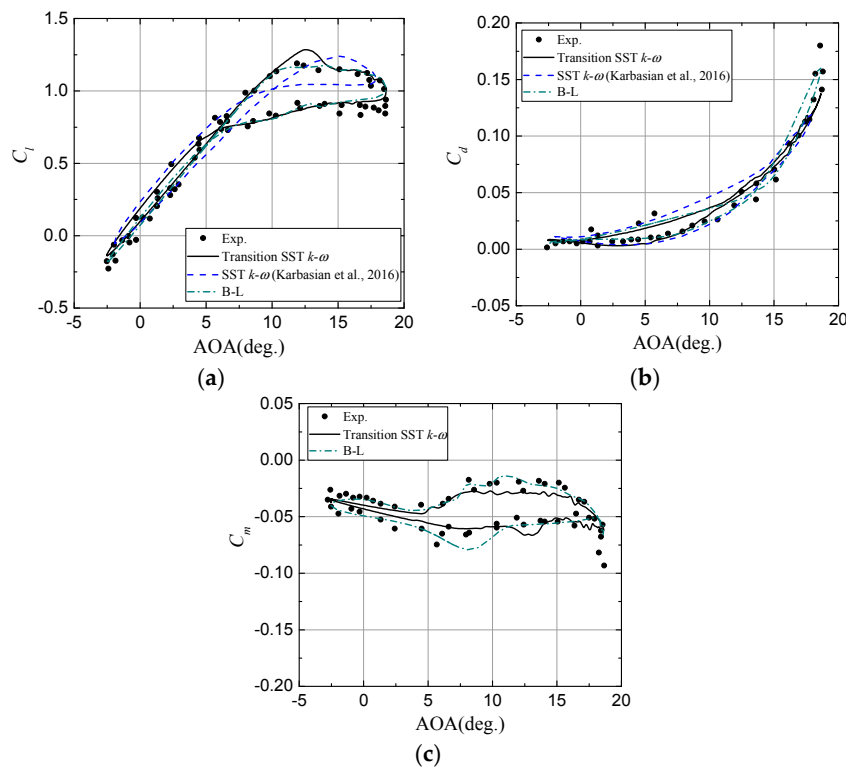 1.5
1.0
0.5
0.0
-0.5
C_l
Exp.
Transition SST k-ω
SST k-ω (Karbasian et al., 2016)
B-L
-5 0 5 10 15 20
AOA(deg.)
(a)
0.20
0.15
0.10
0.05
0.00
-0.05
C_d
Exp.
Transition SST k-ω
SST k-ω (Karbasian et al., 2016)
B-L
-5 0 5 10 15 20
AOA(deg.)
(b)
0.05
0.00
-0.05
-0.10
-0.15
-0.20
C_m
Exp.
Transition SST k-ω
B-L
-5 0 5 10 15 20
AOA(deg.)
(c)